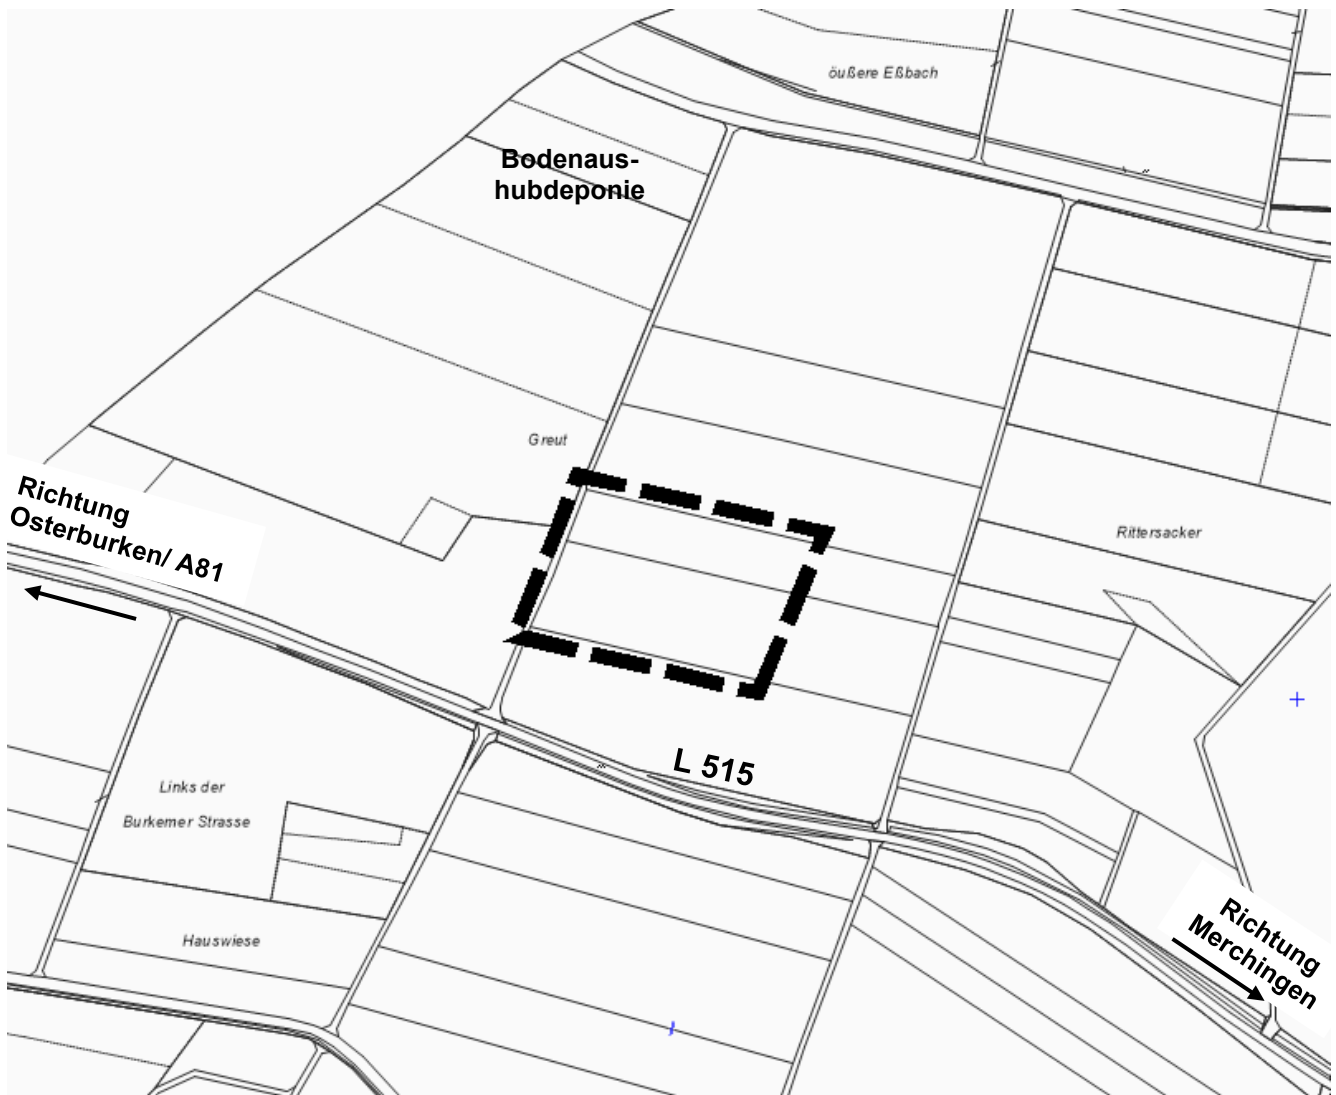 öußere Eßbach
Bodenaus-
hubdeponie
Greut
Richtung
Osterburken/ A81
Rittersacker
L 515
Links der
Burkemer Strasse
Hauswiese
Richtung
Merchingen